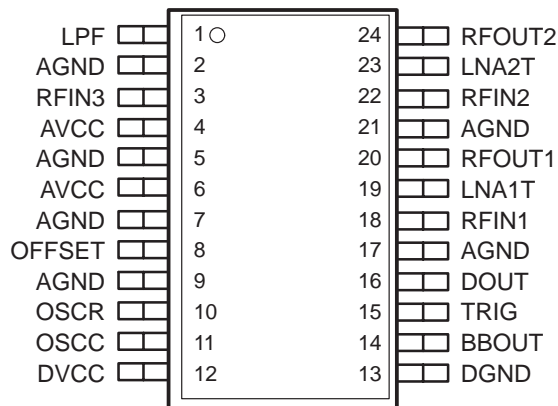 LPF 1 24 RFOUT2
AGND 2 23 LNA2T
RFIN3 3 22 RFIN2
AVCC 4 21 AGND
AGND 5 20 RFOUT1
AVCC 6 19 LNA1T
AGND 7 18 RFIN1
OFFSET 8 17 AGND
AGND 9 16 DOUT
OSCR 10 15 TRIG
OSCC 11 14 BBOUT
DVCC 12 13 DGND